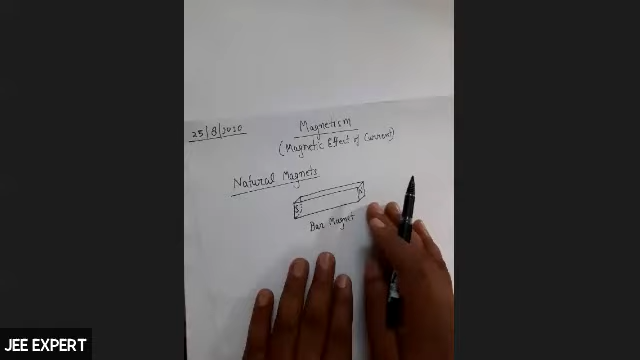 25/8/2020
Magnetism
(Magnetic Effect of Current)
Natural Magnets
S
N
Bar Magnet
JEE EXPERT